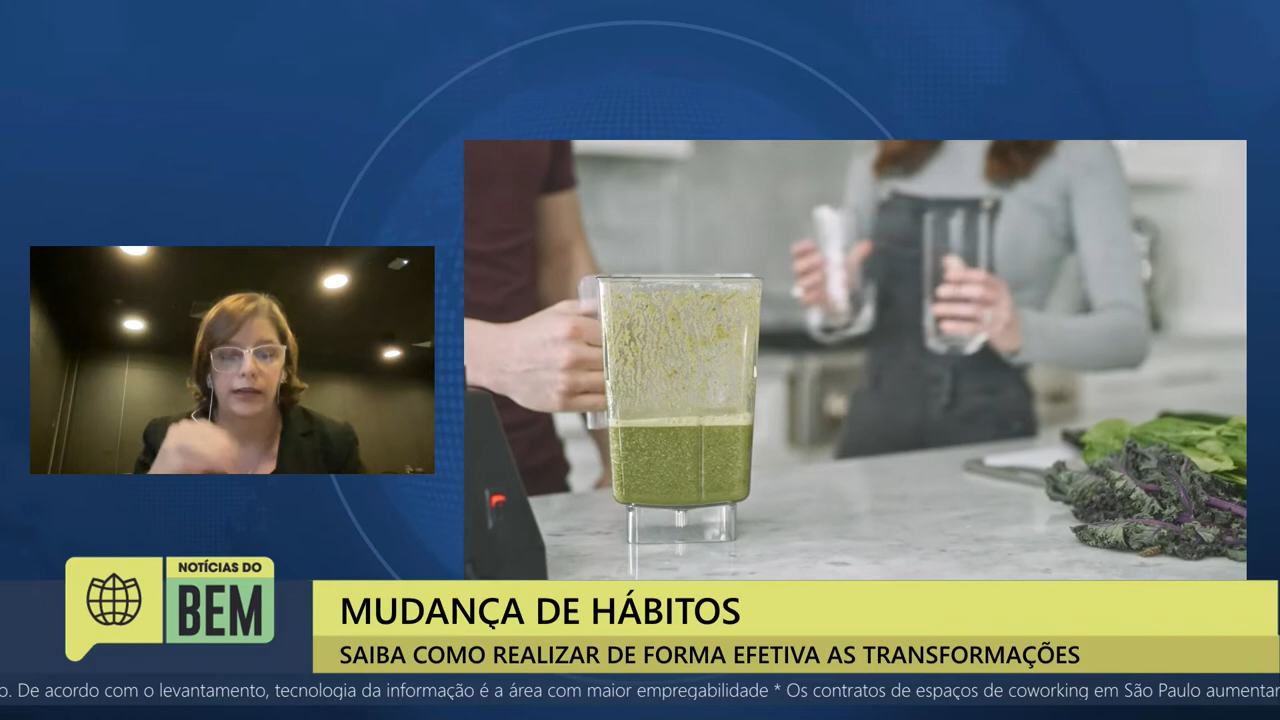 NOTÍCIAS DO
BEM
MUDANÇA DE HÁBITOS
SAIBA COMO REALIZAR DE FORMA EFETIVA AS TRANSFORMAÇÕES
o. De acordo com o levantamento, tecnologia da informação é a área com maior empregabilidade * Os contratos de espaços de coworking em São Paulo aumentar